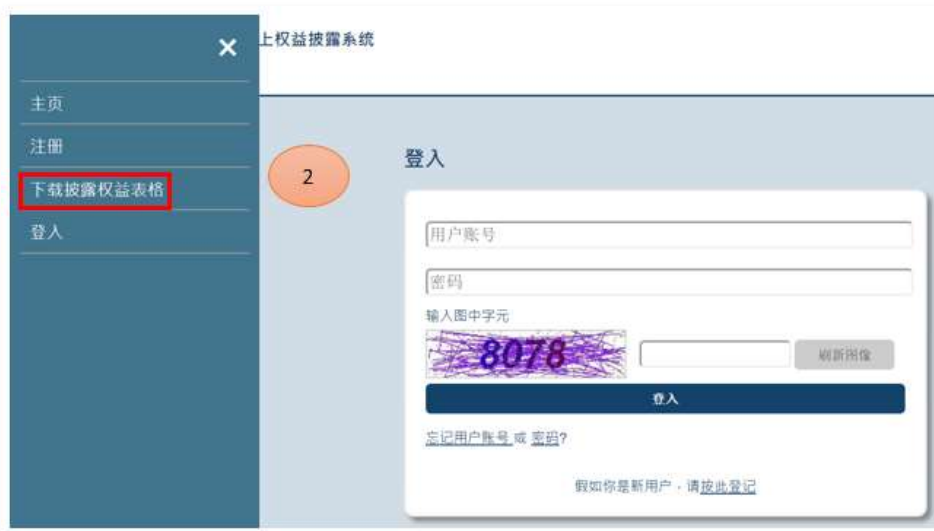 ×
上权益披露系统
主页
注册
下载披露权益表格
登入
2
登入
用户账号
密码
输入图中字元
8078
刷新图像
登入
忘记用户账号 或 密码?
假如你是新用户，请按此登记